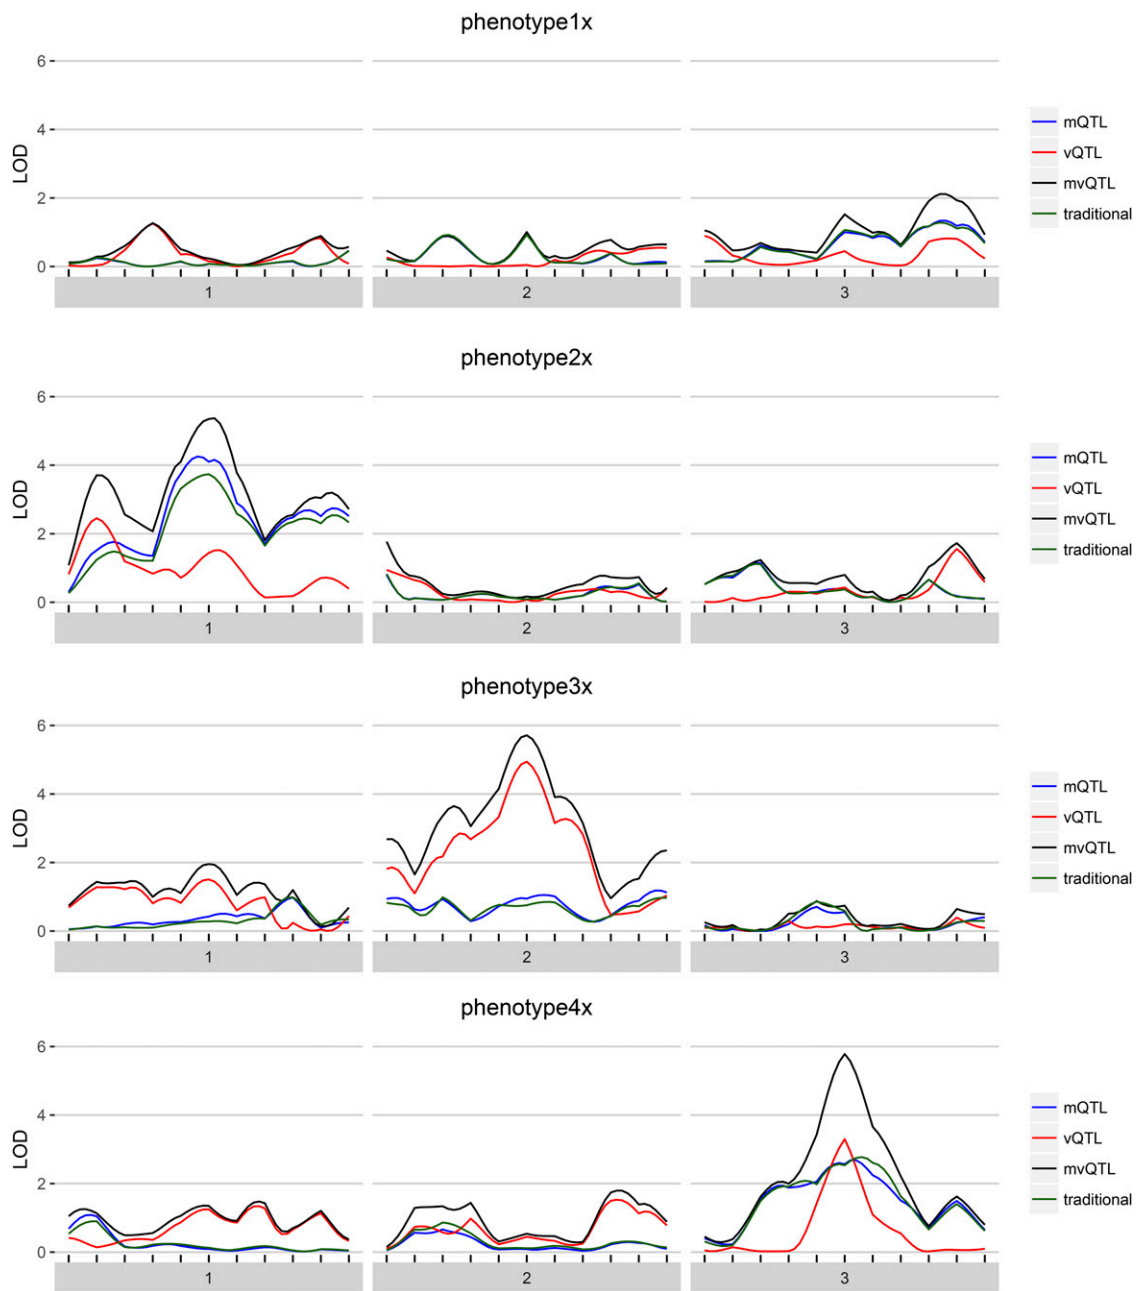 phenotype1x
6
4
2
0
LOD
1
2
3
mQTL
vQTL
mvQTL
traditional
phenotype2x
6
4
2
0
LOD
1
2
3
mQTL
vQTL
mvQTL
traditional
phenotype3x
6
4
2
0
LOD
1
2
3
mQTL
vQTL
mvQTL
traditional
phenotype4x
6
4
2
0
LOD
1
2
3
mQTL
vQTL
mvQTL
traditional